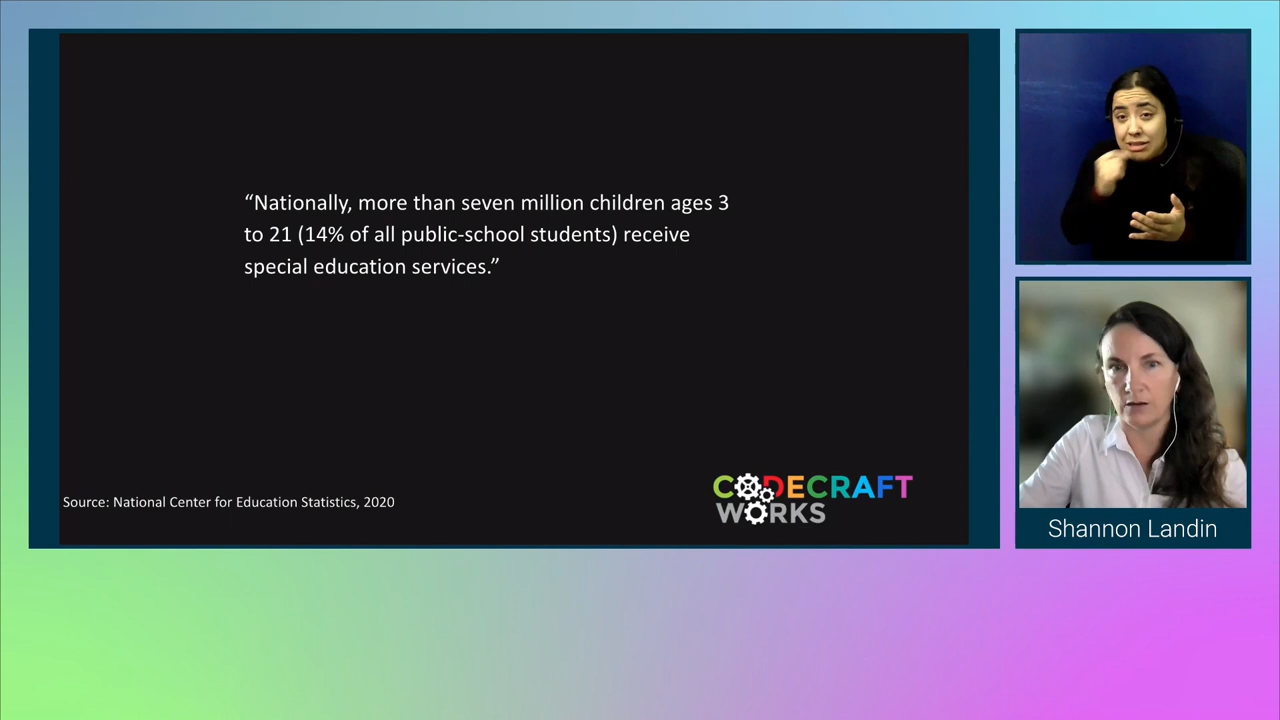 “Nationally, more than seven million children ages 3
to 21 (14% of all public-school students) receive
special education services.”
Source: National Center for Education Statistics, 2020
CODECRAFT
WORKS
Shannon Landin